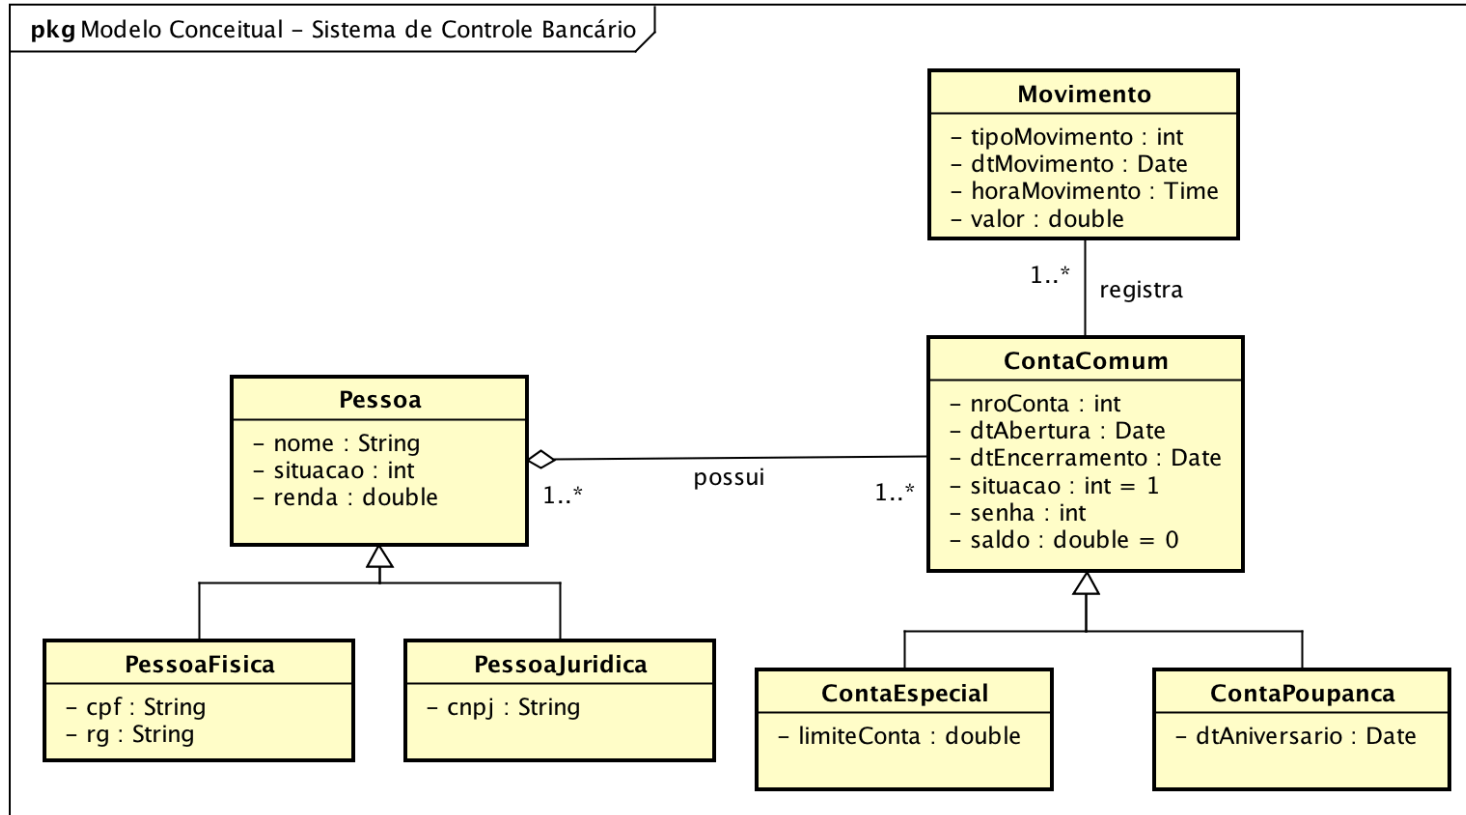 pkg Modelo Conceitual – Sistema de Controle Bancário
Movimento
– tipoMovimento : int
– dtMovimento : Date
– horaMovimento : Time
– valor : double
1..*
registra
ContaComum
– nroConta : int
– dtAbertura : Date
– dtEncerramento : Date
– situacao : int = 1
– senha : int
– saldo : double = 0
Pessoa
– nome : String
– situacao : int
– renda : double
1..*
possui
1..*
PessoaFisica
– cpf : String
– rg : String
PessoaJuridica
– cnpj : String
ContaEspecial
– limiteConta : double
ContaPoupanca
– dtAniversario : Date